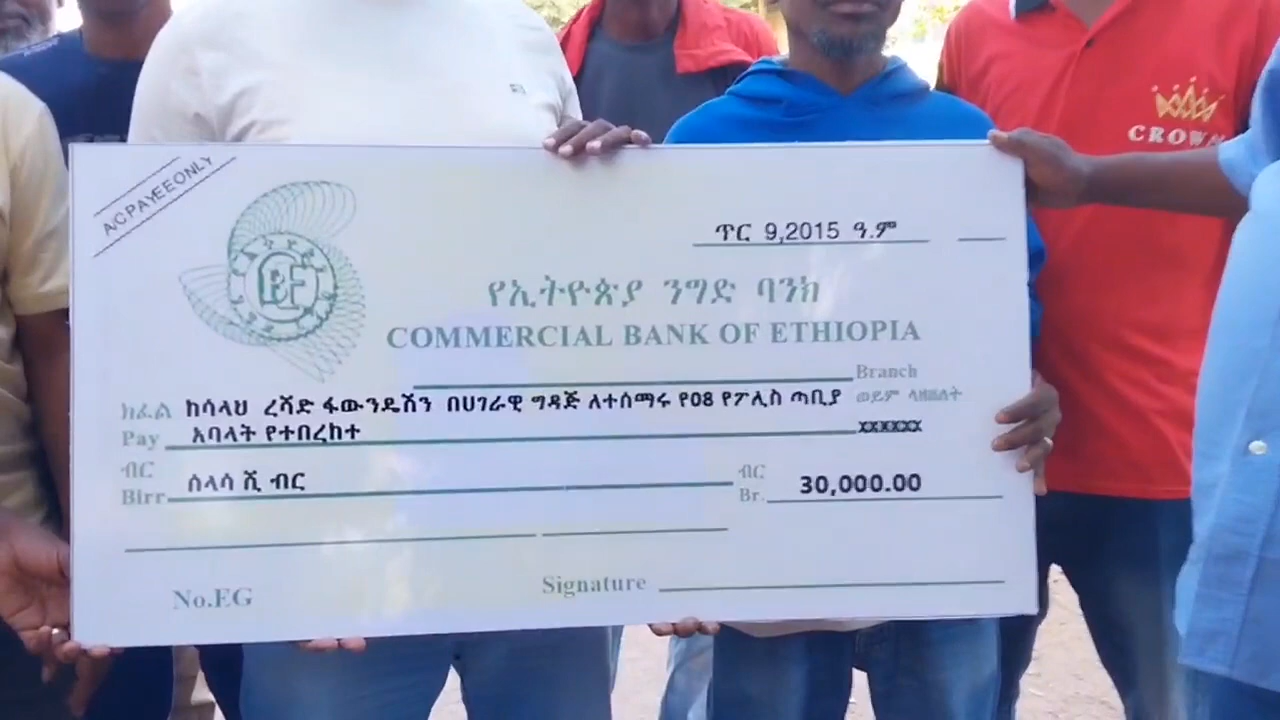 A/C PAYEE ONLY
CROWN
ጥር 9,2015 ዓ.ም
CBE
የኢትዮጵያ ንግድ ባንክ
COMMERCIAL BANK OF ETHIOPIA
Branch
ክፈል ከሳላህ ረሻድ ፋውንዴሽን በሀገራዊ ግዳጅ ለተሰማሩ የ08 የፖሊስ ጣቢያ ወይም ላዘዘለት
Pay አባላት የተበረከተ xxxxxx
ብር ሰላሳ ሺ ብር ብር
Birr Br. 30,000.00
No.EG Signature